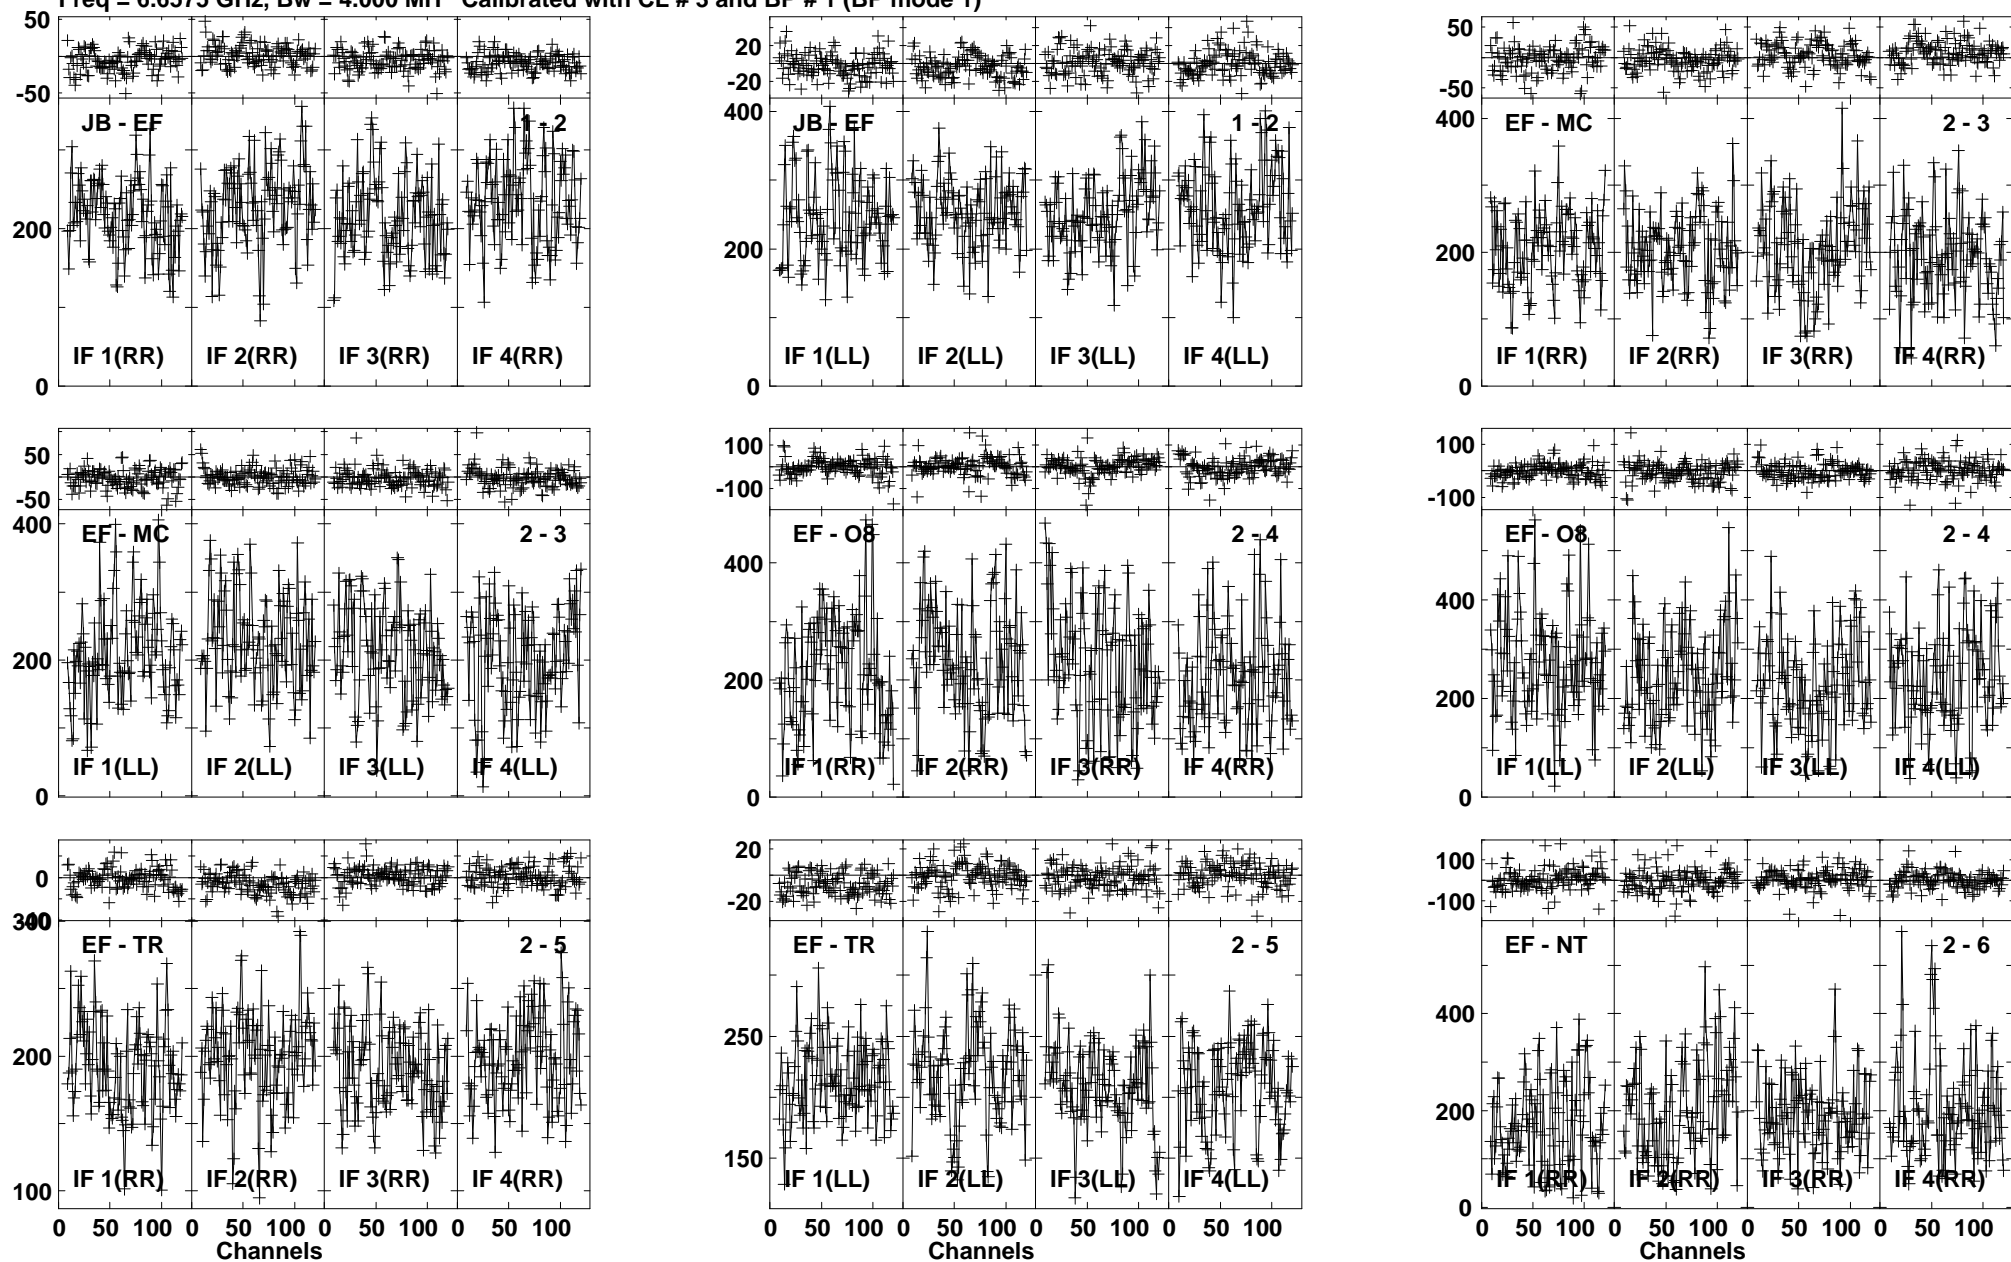 Freq = 6.6575 GHz, Bw = 4.000 MH Calibrated with CL # 3 and BP # 1 (BP mode 1)
50
-50
JB - EF 1 - 2
200
0
IF 1(RR) IF 2(RR) IF 3(RR) IF 4(RR)
20
-20
400
JB - EF 1 - 2
200
0
IF 1(LL) IF 2(LL) IF 3(LL) IF 4(LL)
50
-50
400
EF - MC 2 - 3
200
0
IF 1(RR) IF 2(RR) IF 3(RR) IF 4(RR)
50
-50
400
EF - MC 2 - 3
200
0
IF 1(LL) IF 2(LL) IF 3(LL) IF 4(LL)
100
-100
EF - O8 2 - 4
400
200
0
IF 1(RR) IF 2(RR) IF 3(RR) IF 4(RR)
100
-100
EF - O8 2 - 4
400
200
0
IF 1(LL) IF 2(LL) IF 3(LL) IF 4(LL)
0
EF - TR 2 - 5
200
100
IF 1(RR) IF 2(RR) IF 3(RR) IF 4(RR)
0 50 100 0 50 100 0 50 100 0 50 100
Channels
20
-20
EF - TR 2 - 5
250
150
IF 1(LL) IF 2(LL) IF 3(LL) IF 4(LL)
0 50 100 0 50 100 0 50 100 0 50 100
Channels
100
-100
EF - NT 2 - 6
400
200
0
IF 1(RR) IF 2(RR) IF 3(RR) IF 4(RR)
0 50 100 0 50 100 0 50 100 0 50 100
Channels